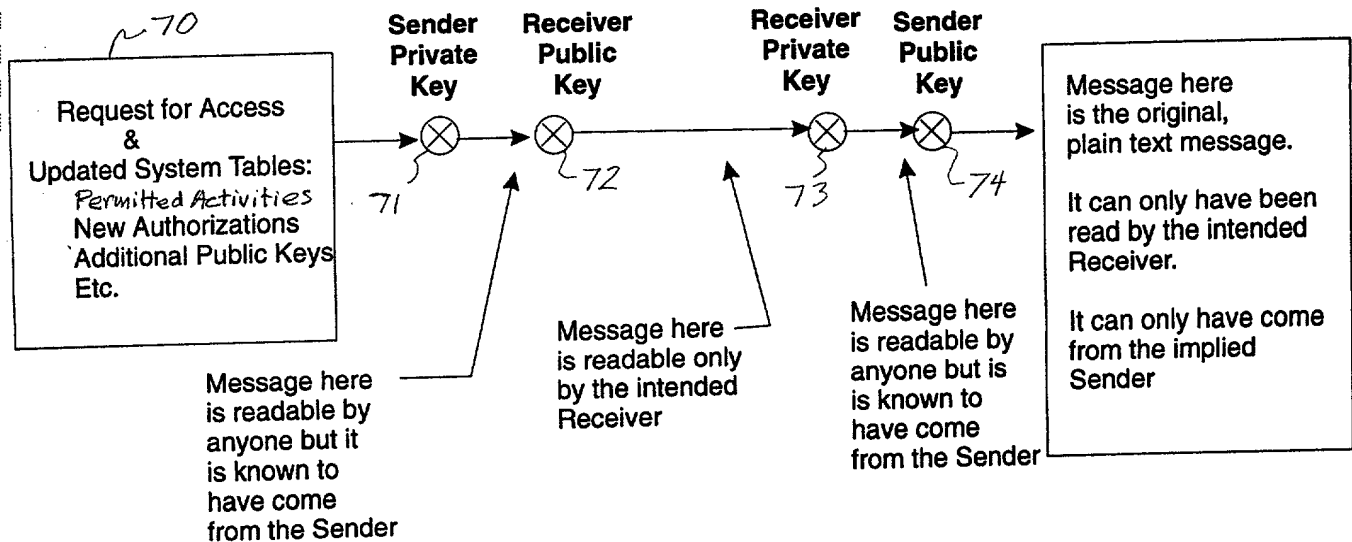 70
Request for Access
&
Updated System Tables:
Permitted Activities
New Authorizations
Additional Public Keys
Etc.
Sender
Private
Key
71
Receiver
Public
Key
72
Receiver
Private
Key
73
Sender
Public
Key
74
Message here
is readable by
anyone but it
is known to
have come
from the Sender
Message here
is readable only
by the intended
Receiver
Message here
is readable by
anyone but is
is known to
have come
from the Sender
Message here
is the original,
plain text message.
It can only have been
read by the intended
Receiver.
It can only have come
from the implied
Sender